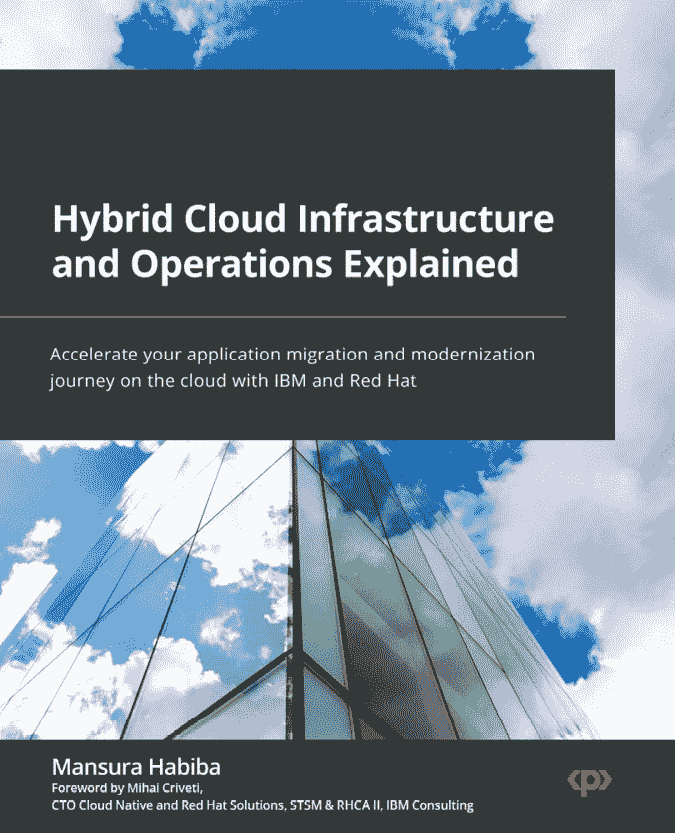 Hybrid Cloud Infrastructure
and Operations Explained
Accelerate your application migration and modernization
journey on the cloud with IBM and Red Hat
Mansura Habiba
Foreword by Mihai Criveti,
CTO Cloud Native and Red Hat Solutions, STSM & RHCA II, IBM Consulting
<p>